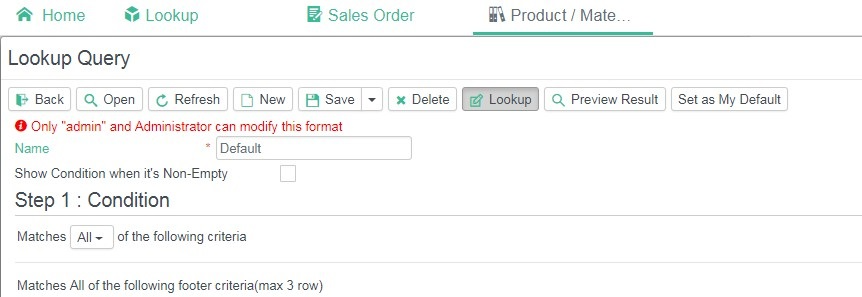 Home Lookup Sales Order Product / Mate...
Lookup Query
Back Open Refresh New Save Delete Lookup Preview Result Set as My Default
Only "admin" and Administrator can modify this format
Name * Default
Show Condition when it's Non-Empty
Step 1 : Condition
Matches All of the following criteria
Matches All of the following footer criteria(max 3 row)